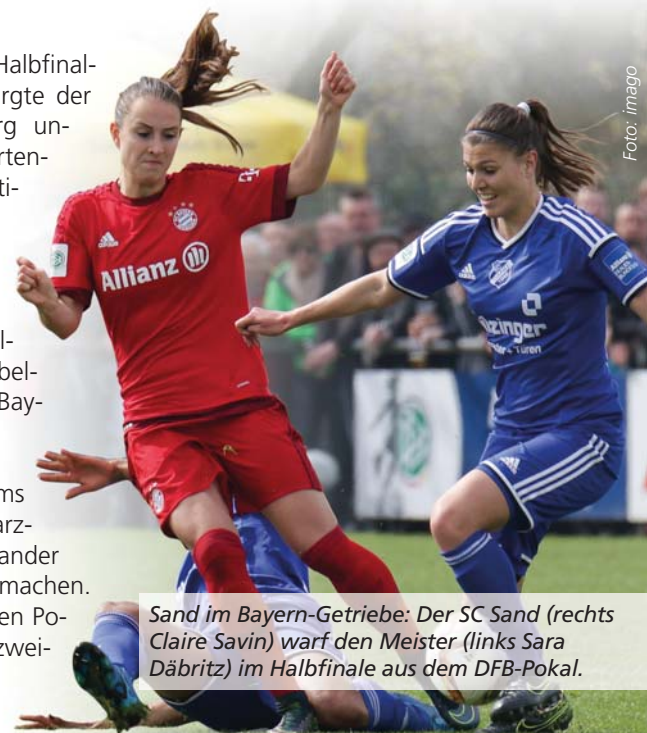 Halbfinal-
rgte der
rg un-
rten-
ti-
l-
bel-
Bay-
ms
arz-
ander
machen.
en Po-
zwei-
Foto: imago
Allianz
Sand im Bayern-Getriebe: Der SC Sand (rechts
Claire Savin) warf den Meister (links Sara
Däbritz) im Halbfinale aus dem DFB-Pokal.